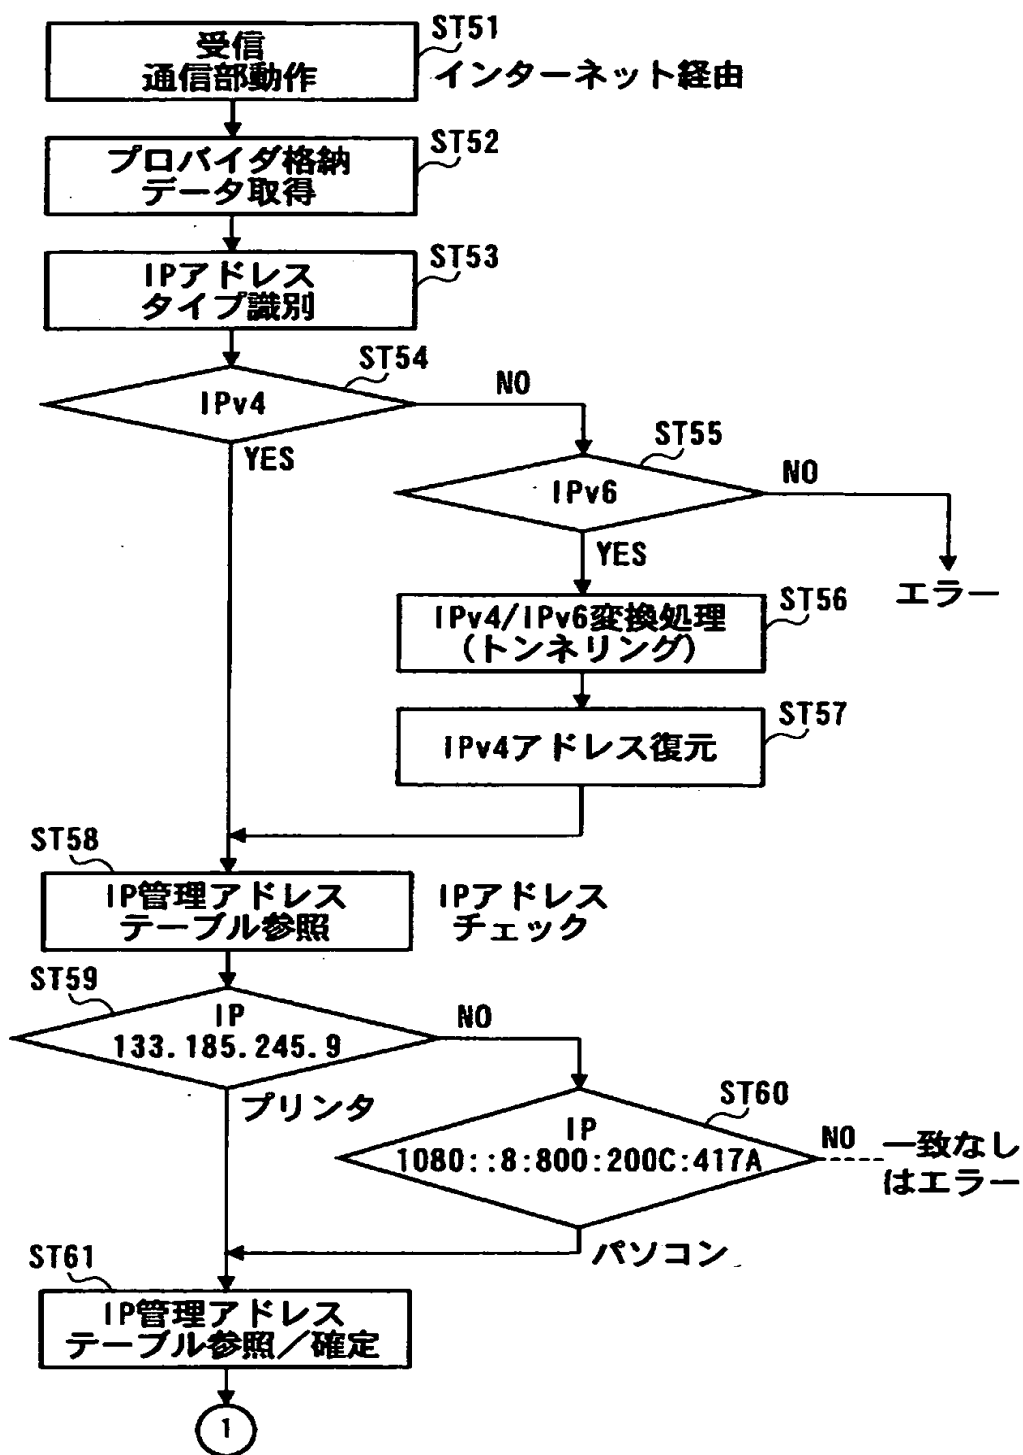 ST51
受信
通信部動作
インターネット経由
ST52
プロバイダ格納
データ取得
ST53
IPアドレス
タイプ識別
ST54
IPv4
NO
YES
ST55
IPv6
NO
YES
エラー
ST56
IPv4/IPv6変換処理
(トンネリング)
ST57
IPv4アドレス復元
ST58
IP管理アドレス
テーブル参照
IPアドレス
チェック
ST59
IP
133.185.245.9
NO
プリンタ
ST60
IP
1080::8:800:200C:417A
NO
一致なし
はエラー
パソコン
ST61
IP管理アドレス
テーブル参照／確定
1